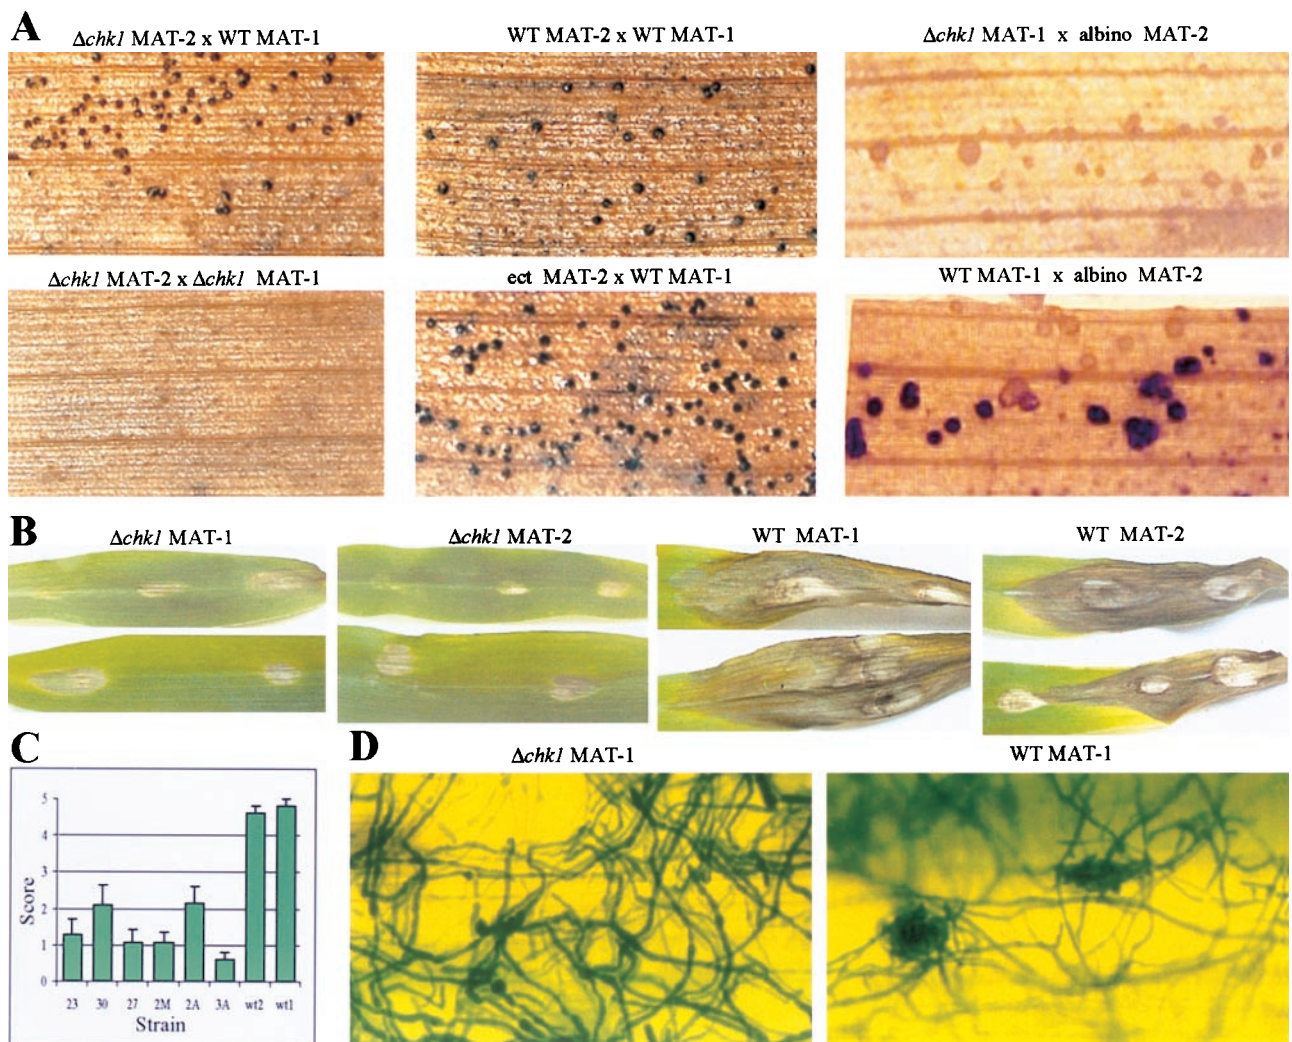 A
Δchk1 MAT-2 x WT MAT-1
WT MAT-2 x WT MAT-1
Δchk1 MAT-1 x albino MAT-2
Δchk1 MAT-2 x Δchk1 MAT-1
ect MAT-2 x WT MAT-1
WT MAT-1 x albino MAT-2
B
Δchk1 MAT-1
Δchk1 MAT-2
WT MAT-1
WT MAT-2
C
5
4
3
2
1
0
Score
23 30 27 2M 2A 3A wt2 wt1
Strain
D
Δchk1 MAT-1
WT MAT-1